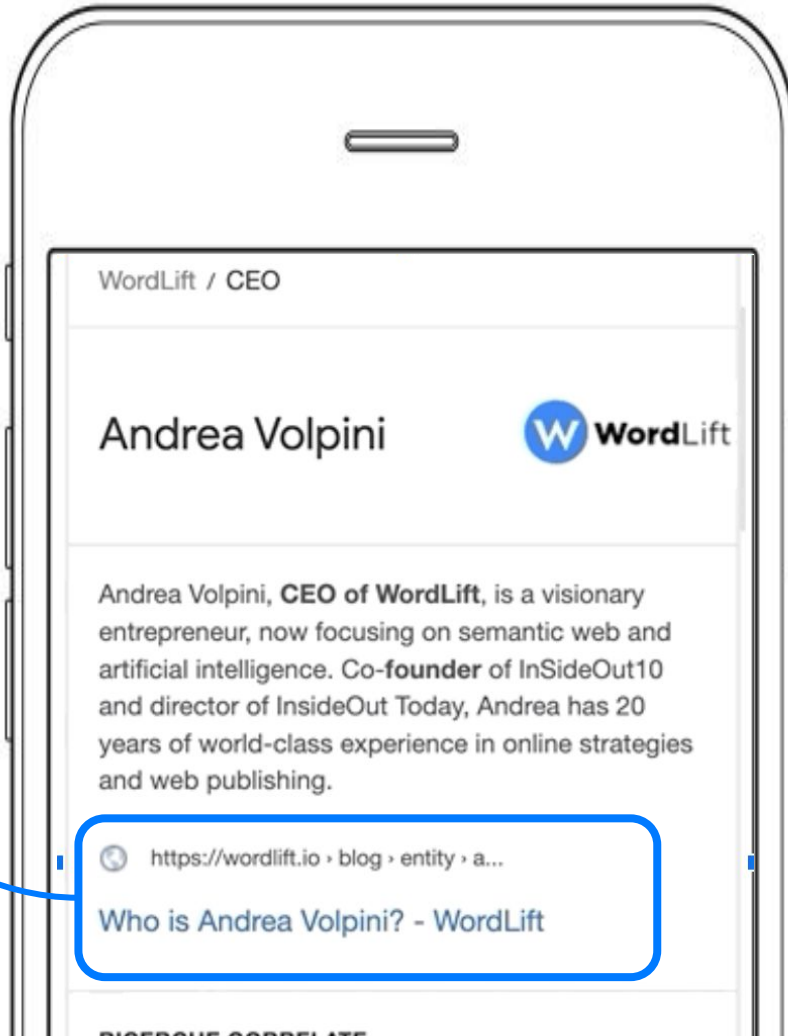 WordLift / CEO
Andrea Volpini
W WordLift
Andrea Volpini, CEO of WordLift, is a visionary
entrepreneur, now focusing on semantic web and
artificial intelligence. Co-founder of InSideOut10
and director of InsideOut Today, Andrea has 20
years of world-class experience in online strategies
and web publishing.
https://wordlift.io › blog › entity › a...
Who is Andrea Volpini? - WordLift
RICERCHE CORRELATE